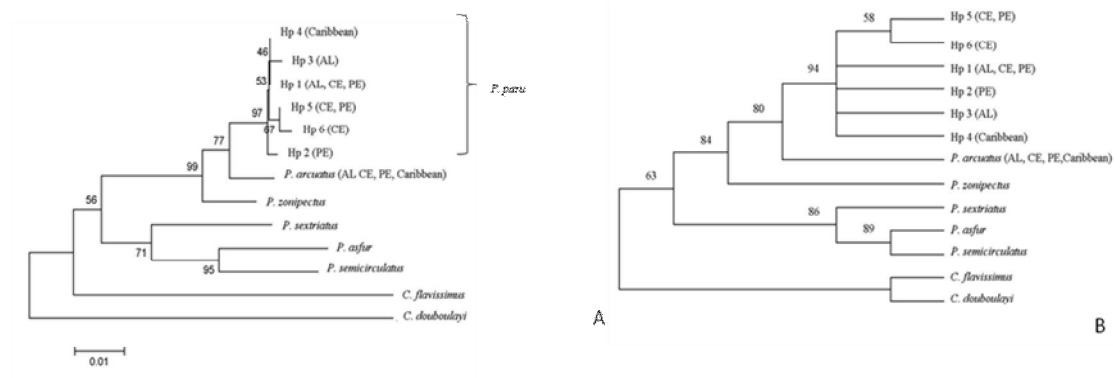 Hp 4 (Caribbean)
46
Hp 3 (AL)
53
Hp 1 (AL, CE, PE)
P. paru
Hp 5 (CE, PE)
97
67
Hp 6 (CE)
77
Hp 2 (PE)
99
P. arcuatus (AL CE, PE, Caribbean)
56
P. zonipectus
P. sextriatus
71
P. asfur
95
P. semicirculatus
C. flavissimus
C. douboulayi
0.01
A
58
Hp 5 (CE, PE)
Hp 6 (CE)
94
Hp 1 (AL, CE, PE)
Hp 2 (PE)
80
Hp 3 (AL)
84
Hp 4 (Caribbean)
P. arcuatus (AL, CE, PE,Caribbean)
63
P. zonipectus
86
P. sextriatus
89
P. asfur
P. semicirculatus
C. flavissimus
C. douboulayi
B